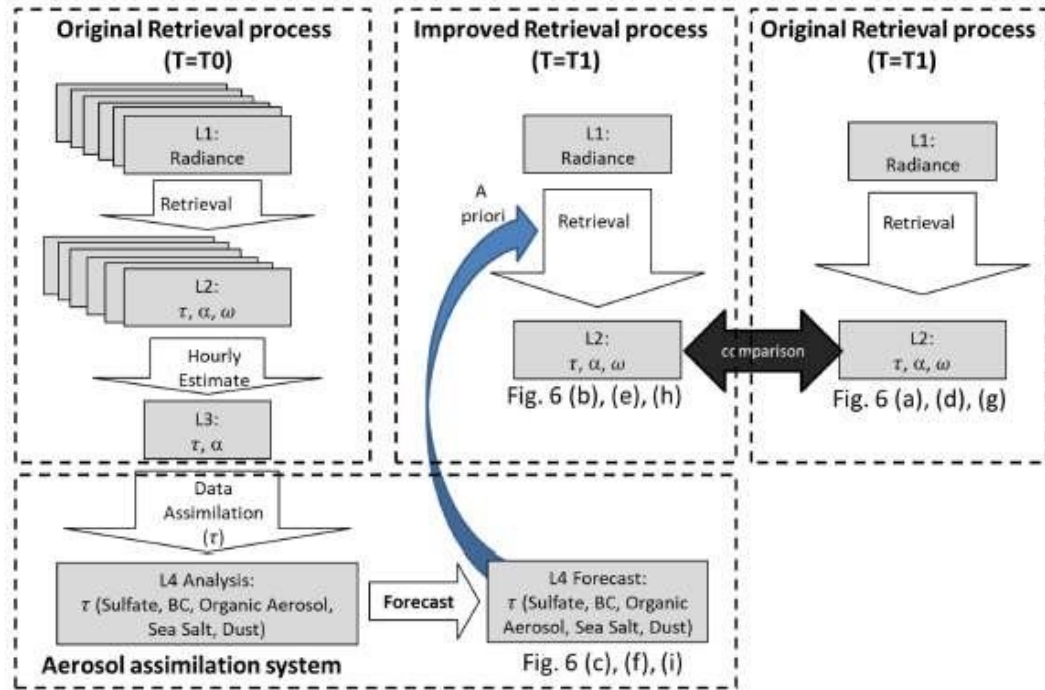 Original Retrieval process
(T=T0)
L1:
Radiance
Retrieval
L2:
τ, α, ω
Hourly
Estimate
L3:
τ, α
Improved Retrieval process
(T=T1)
L1:
Radiance
A
priori
Retrieval
L2:
τ, α, ω
Fig. 6 (b), (e), (h)
comparison
Original Retrieval process
(T=T1)
L1:
Radiance
Retrieval
L2:
τ, α, ω
Fig. 6 (a), (d), (g)
Data
Assimilation
(τ)
L4 Analysis:
τ (Sulfate, BC, Organic Aerosol,
Sea Salt, Dust)
Forecast
L4 Forecast:
τ (Sulfate, BC, Organic
Aerosol, Sea Salt, Dust)
Aerosol assimilation system
Fig. 6 (c), (f), (i)